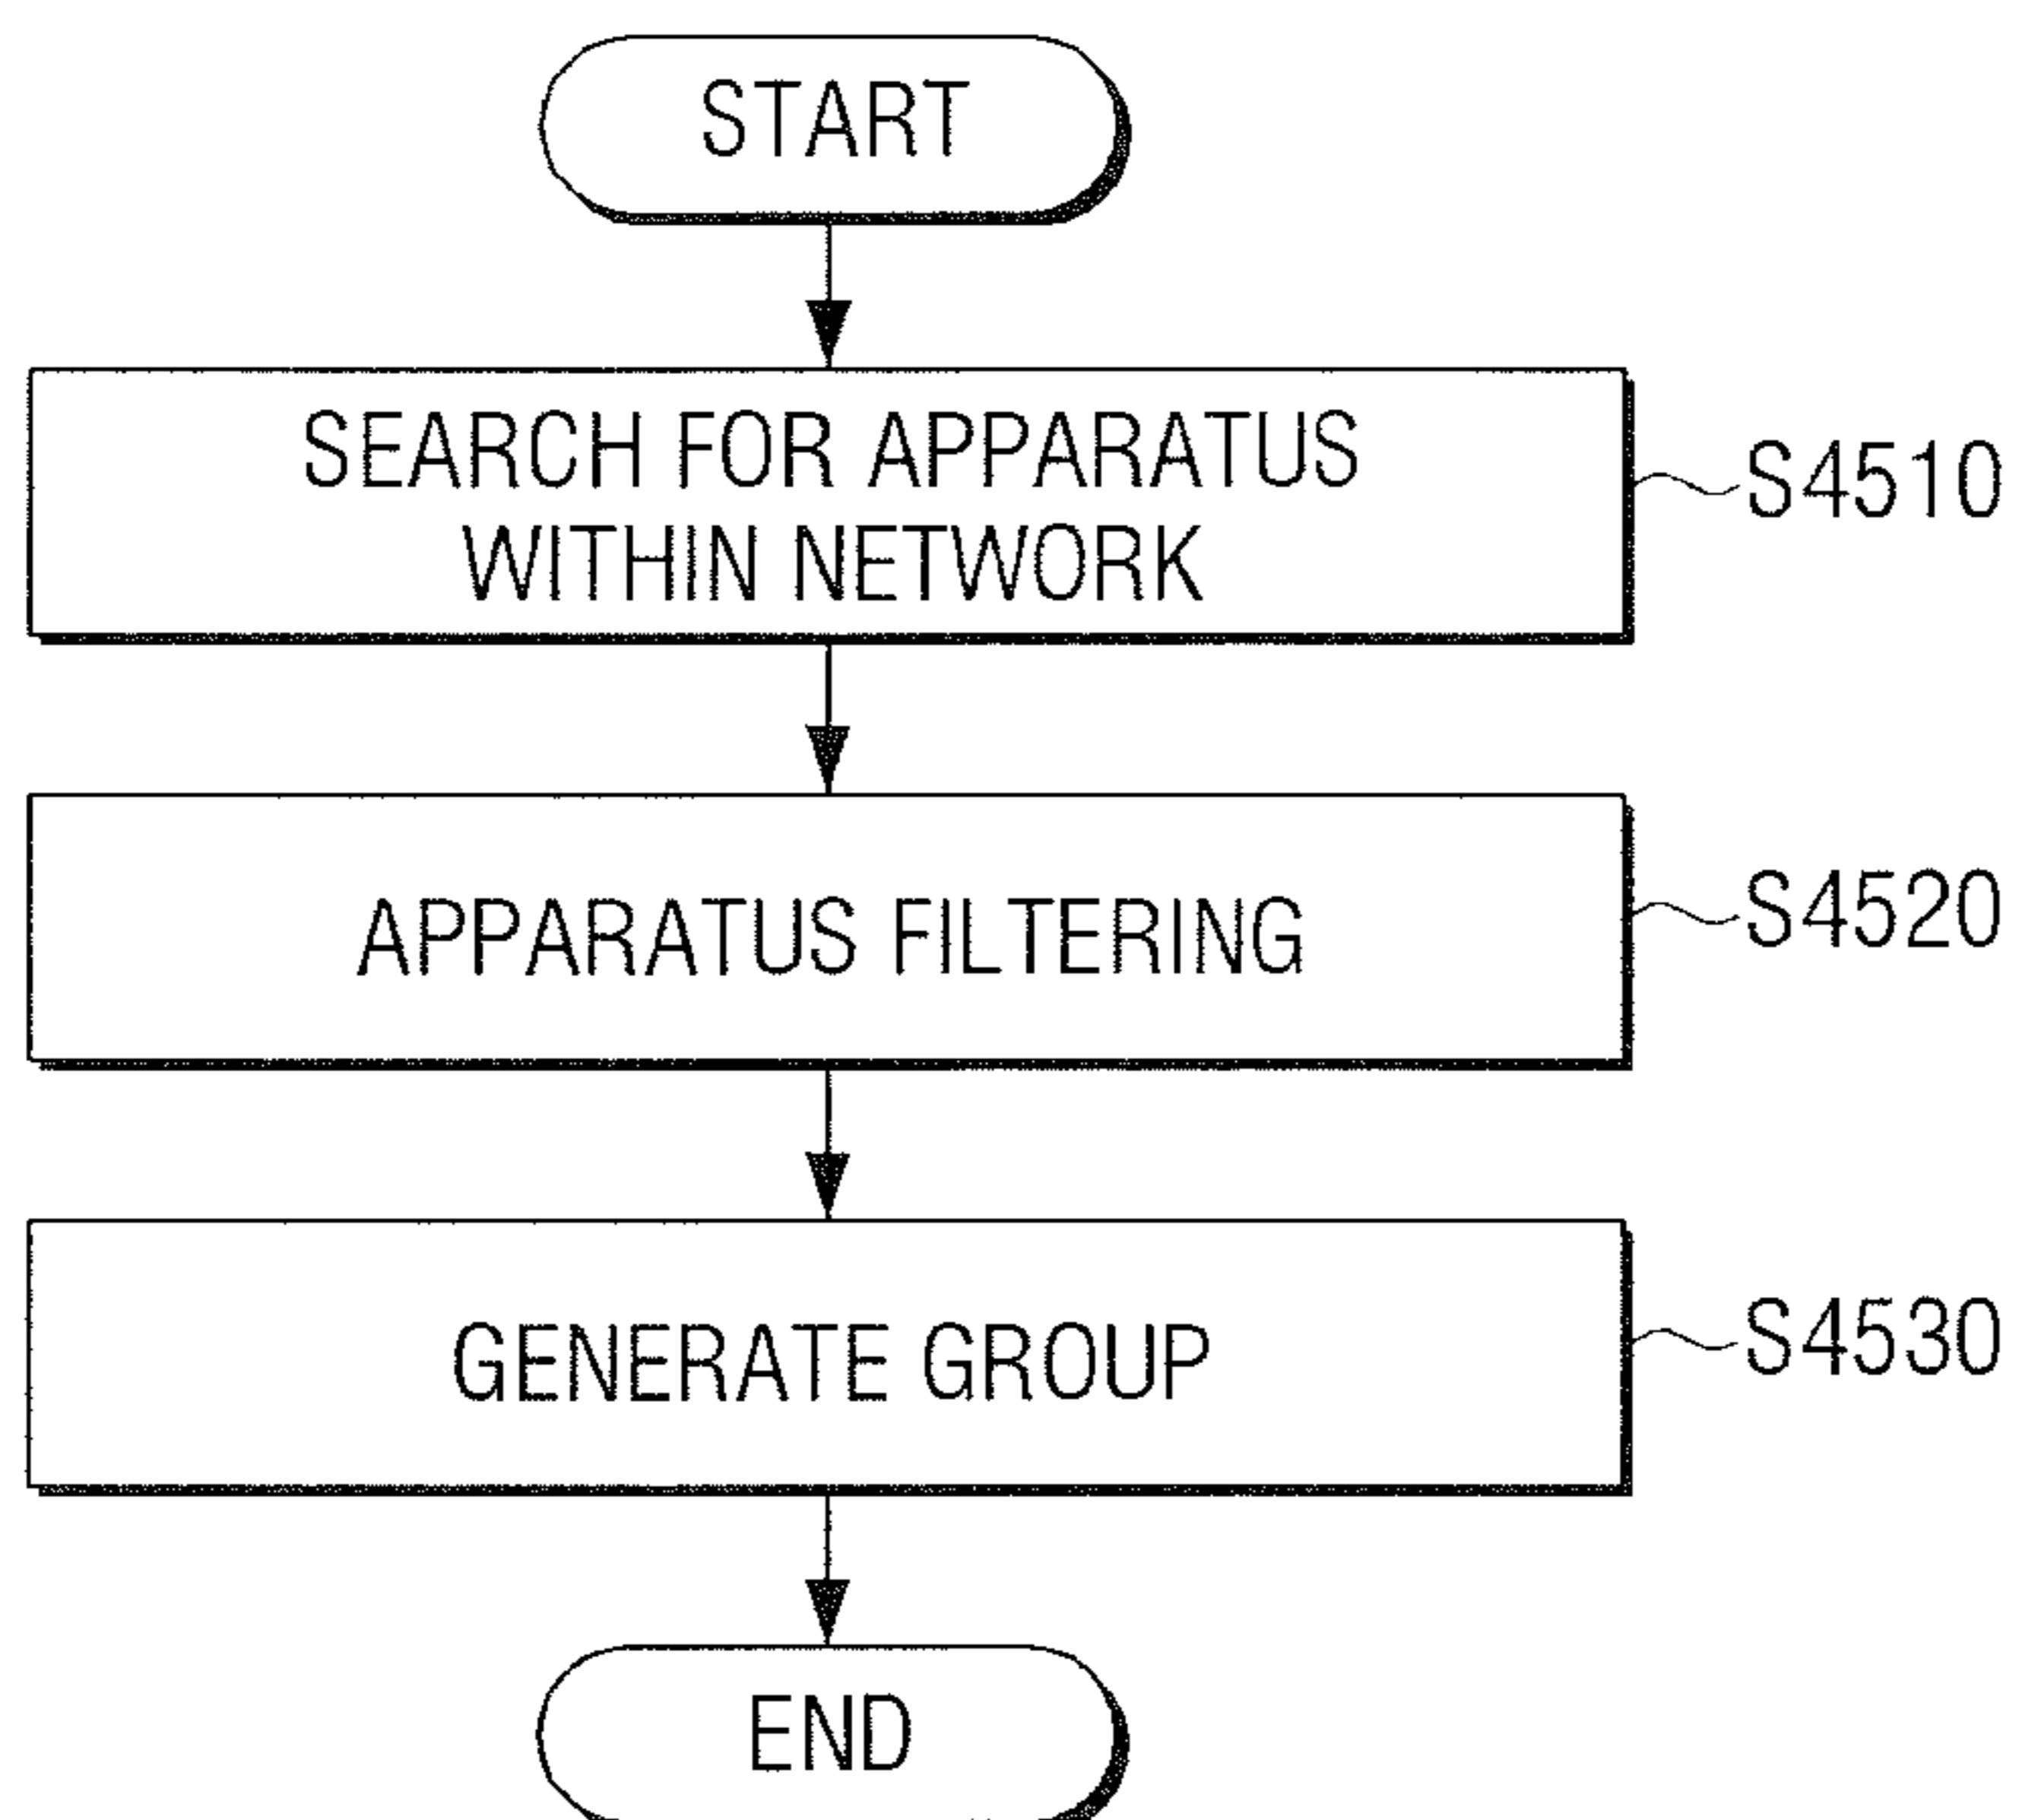 START
SEARCH FOR APPARATUS
WITHIN NETWORK
S4510
APPARATUS FILTERING
S4520
GENERATE GROUP
S4530
END